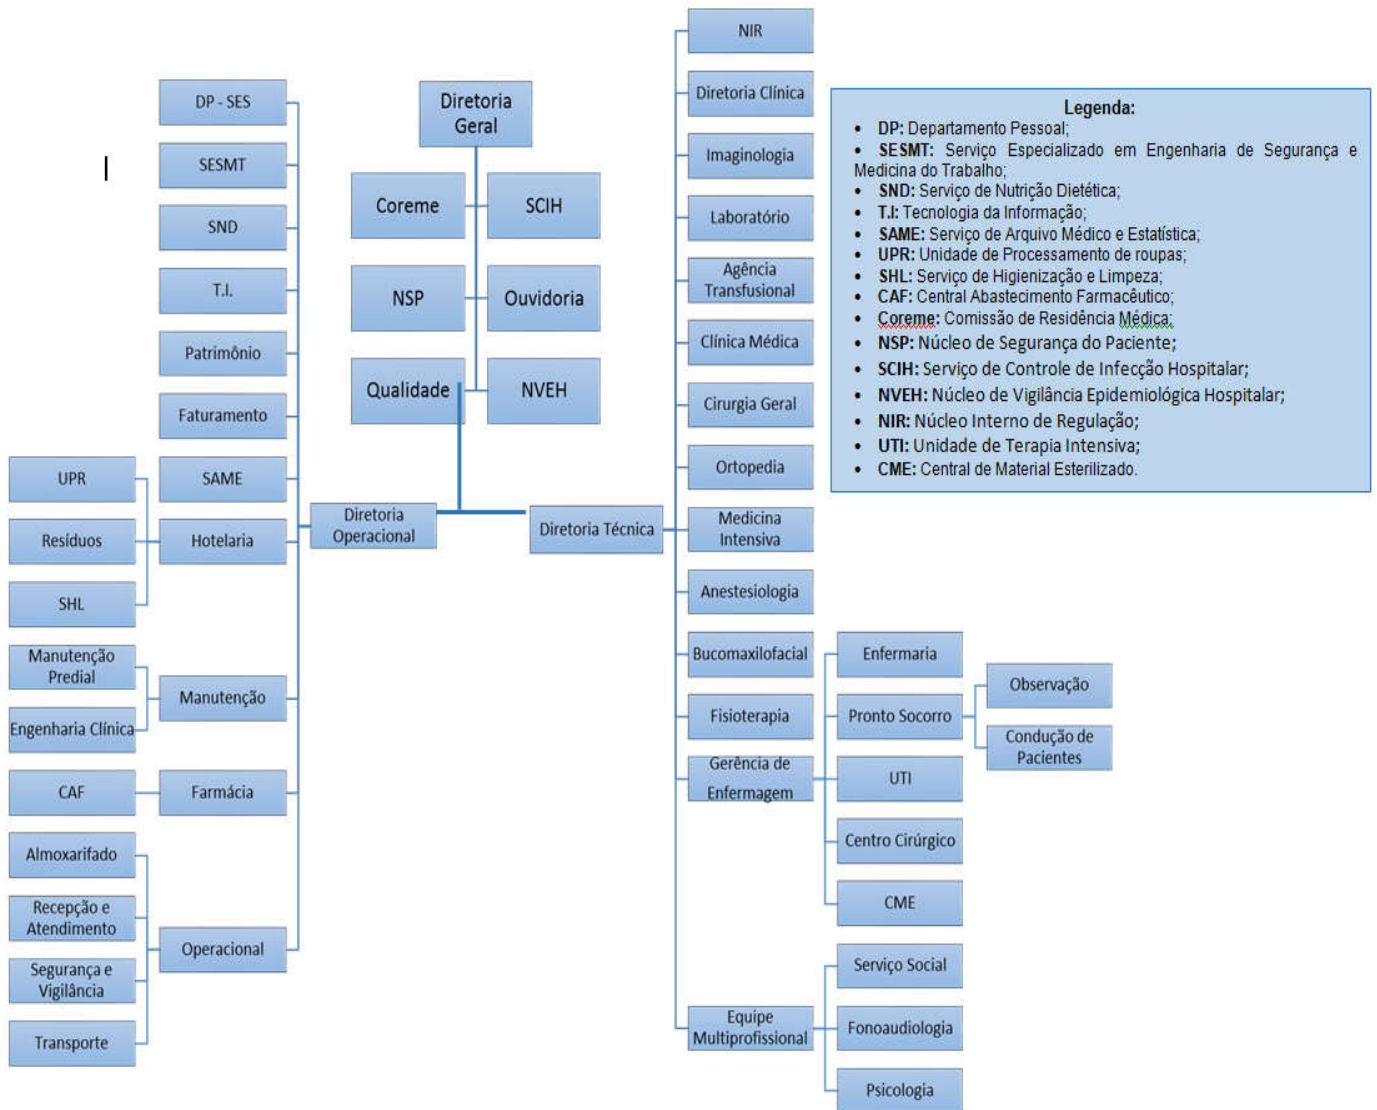 Diretoria
Geral
Coreme
SCIH
NSP
Ouvidoria
Qualidade
NVEH
Diretoria
Operacional
Diretoria Técnica
DP - SES
SESMT
SND
T.I.
Patrimônio
Faturamento
SAME
Hotelaria
UPR
Resíduos
SHL
Manutenção
Manutenção
Predial
Engenharia Clínica
Farmácia
CAF
Operacional
Almoxarifado
Recepção e
Atendimento
Segurança e
Vigilância
Transporte
NIR
Diretoria Clínica
Imaginologia
Laboratório
Agência
Transfusional
Clínica Médica
Cirurgia Geral
Ortopedia
Medicina
Intensiva
Anestesiologia
Bucomaxilofacial
Fisioterapia
Gerência de
Enfermagem
Enfermaria
Pronto Socorro
Observação
Condução de
Pacientes
UTI
Centro Cirúrgico
CME
Equipe
Multiprofissional
Serviço Social
Fonoaudiologia
Psicologia
Legenda:
• DP: Departamento Pessoal;
• SESMT: Serviço Especializado em Engenharia de Segurança e
Medicina do Trabalho;
• SND: Serviço de Nutrição Dietética;
• T.I: Tecnologia da Informação;
• SAME: Serviço de Arquivo Médico e Estatística;
• UPR: Unidade de Processamento de roupas;
• SHL: Serviço de Higienização e Limpeza;
• CAF: Central Abastecimento Farmacêutico;
• Coreme: Comissão de Residência Médica;
• NSP: Núcleo de Segurança do Paciente;
• SCIH: Serviço de Controle de Infecção Hospitalar;
• NVEH: Núcleo de Vigilância Epidemiológica Hospitalar;
• NIR: Núcleo Interno de Regulação;
• UTI: Unidade de Terapia Intensiva;
• CME: Central de Material Esterilizado.